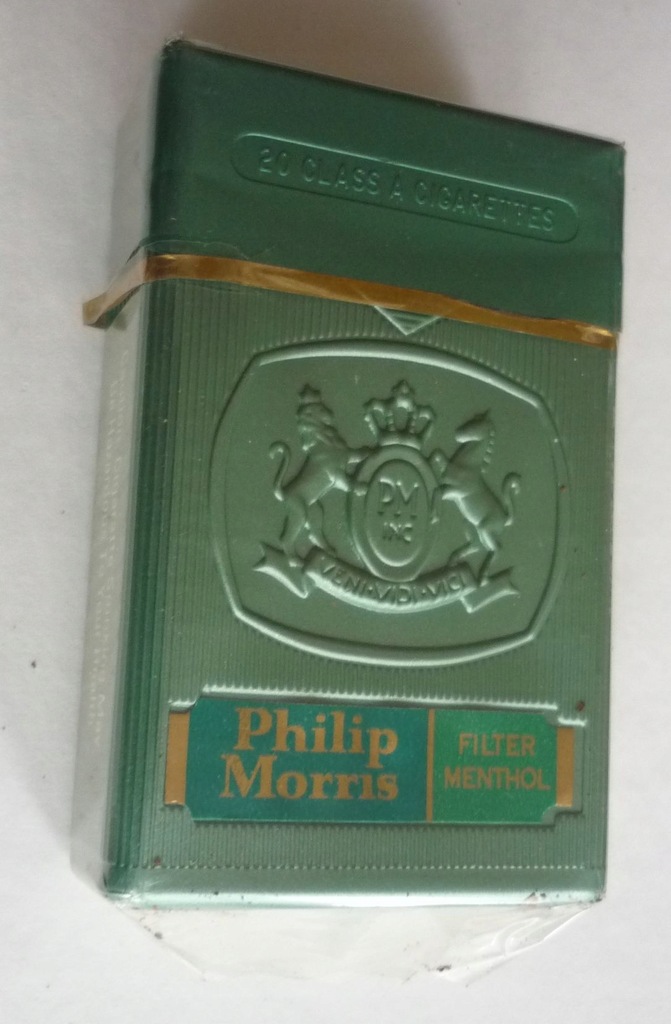 20 CLASS A CIGARETTES
PM
INC
VENI·VIDI·VICI
Philip
Morris
FILTER
MENTHOL